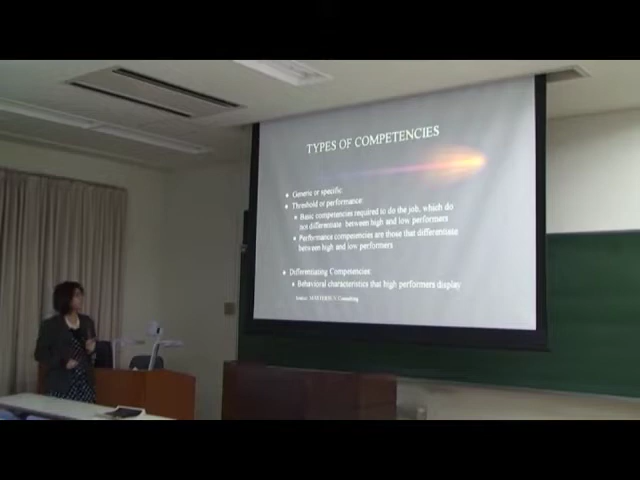 TYPES OF COMPETENCIES
Generic or specific:
Threshold or performance:
Basic competencies required to do the job, which do
not differentiate between high and low performers
Performance competencies are those that differentiate
between high and low performers
Differentiating Competencies:
Behavioral characteristics that high performers display
Source: Consulting